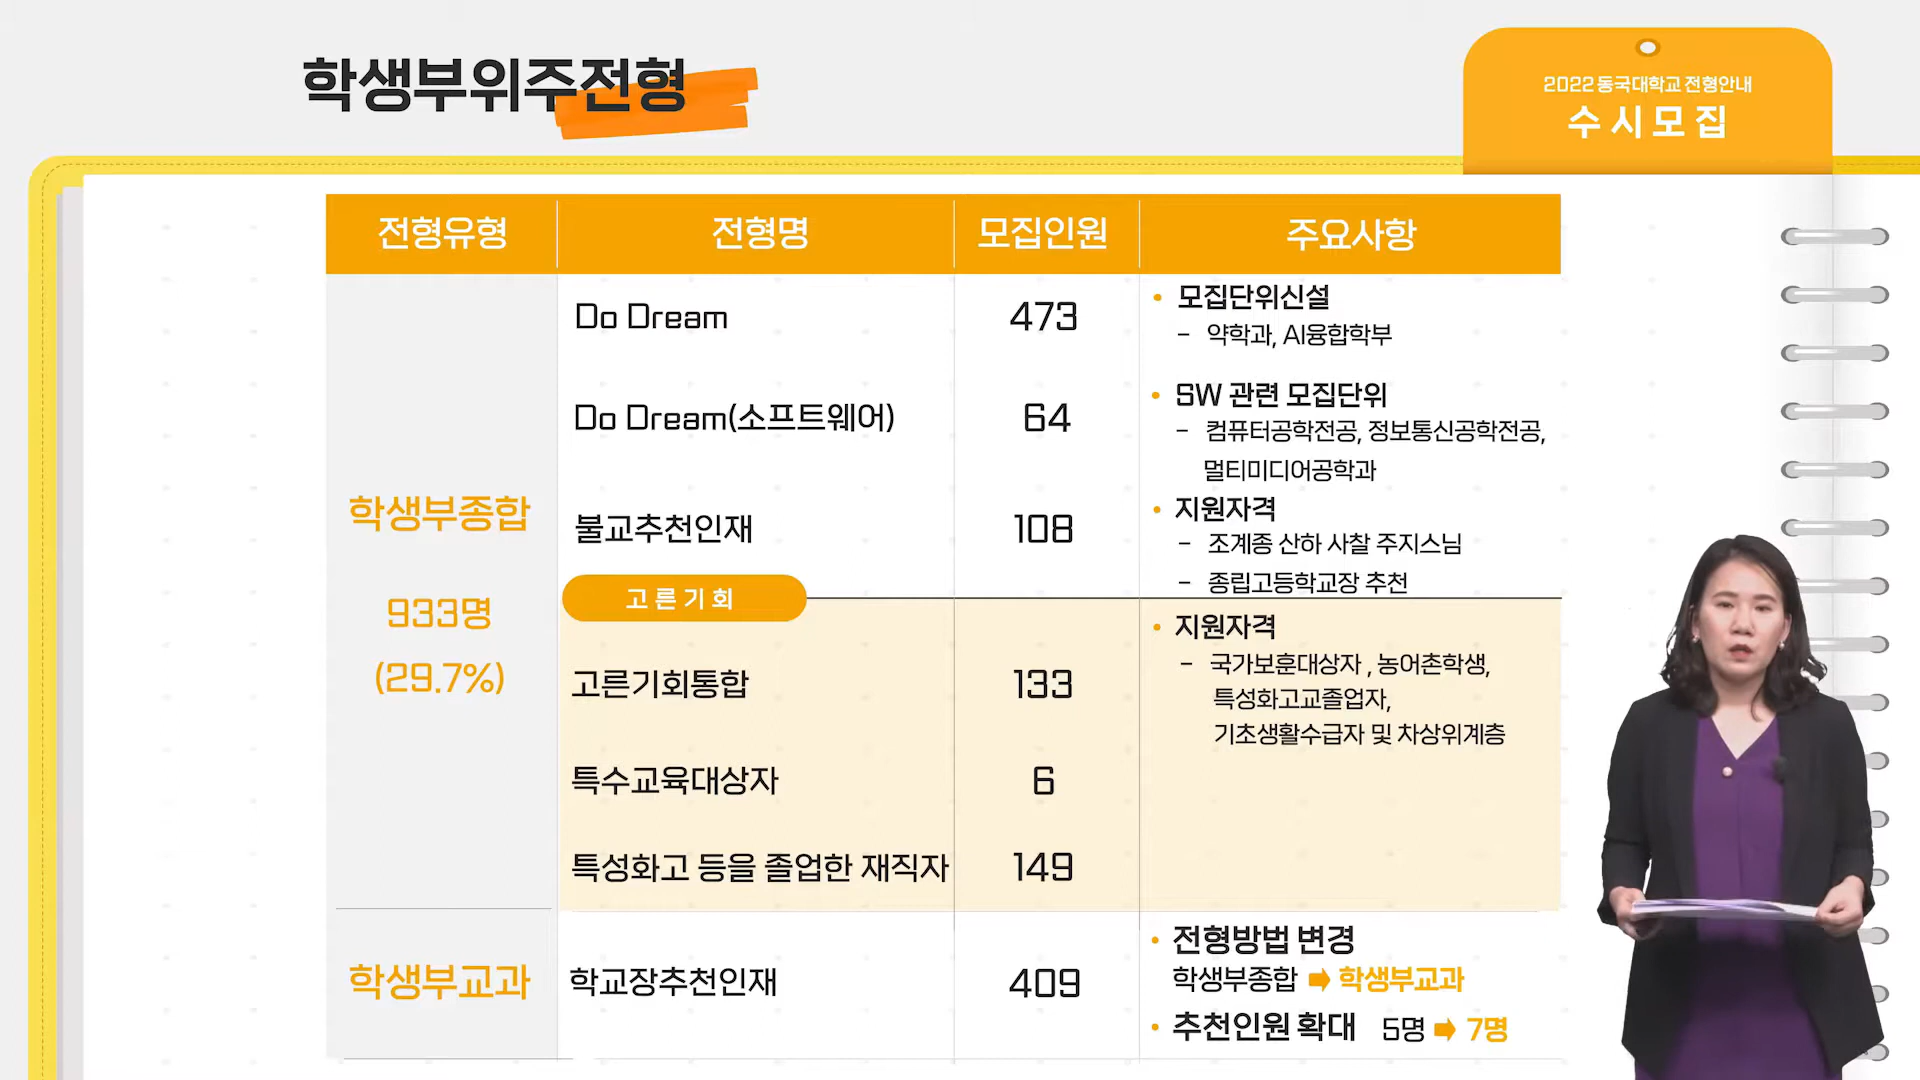 학생부위주전형
2022 동국대학교 전형안내
수시모집
전형유형 전형명 모집인원 주요사항
학생부종합
933명
(29.7%)
Do Dream 473
• 모집단위신설
- 약학과, AI융합학부
Do Dream(소프트웨어) 64
• SW 관련 모집단위
- 컴퓨터공학전공, 정보통신공학전공,
멀티미디어공학과
불교추천인재 108
• 지원자격
- 조계종 산하 사찰 주지스님
- 종립고등학교장 추천
고른기회
고른기회통합 133
• 지원자격
- 국가보훈대상자 , 농어촌학생,
특성화고교졸업자,
기초생활수급자 및 차상위계층
특수교육대상자 6
특성화고 등을 졸업한 재직자 149
학생부교과
학교장추천인재 409
• 전형방법 변경
학생부종합 ➡ 학생부교과
• 추천인원 확대 5명 ➡ 7명